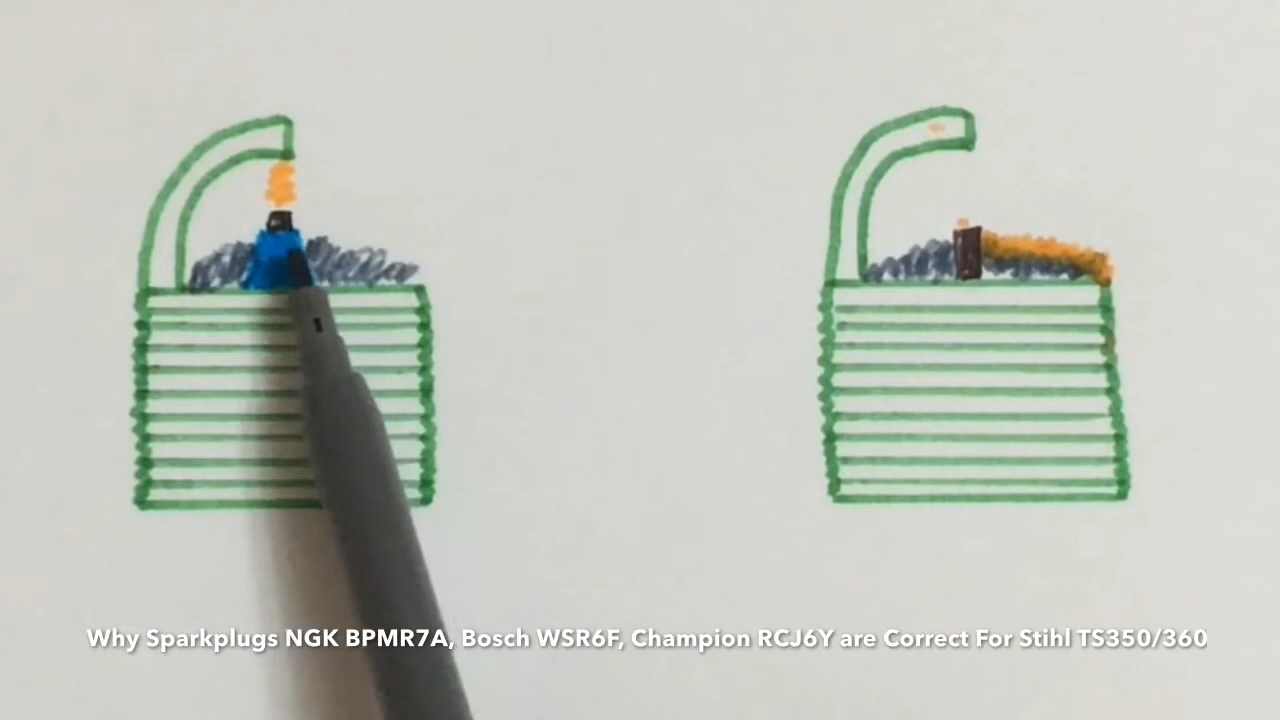 Why Sparkplugs NGK BPMR7A, Bosch WSR6F, Champion RCJ6Y are Correct For Stihl TS350/360